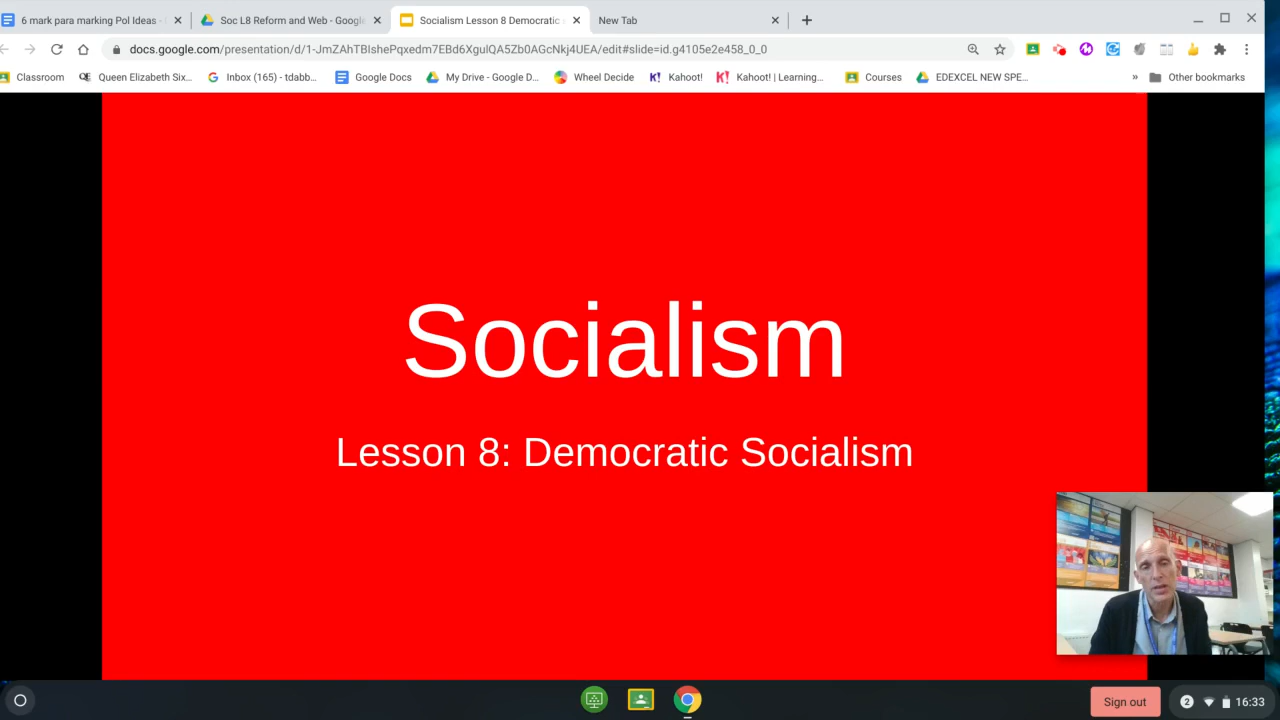 6 mark para marking Pol Ideas -
Soc L8 Reform and Web - Google
Socialism Lesson 8 Democratic
New Tab
docs.google.com/presentation/d/1-JmZAhTBIshePqxedm7EBd6XguIQA5Zb0AGcNkj4UEA/edit#slide=id.g4105e2e458_0_0
Classroom
Queen Elizabeth Six...
Inbox (165) - tdabb...
Google Docs
My Drive - Google D...
Wheel Decide
Kahoot!
Kahoot! | Learning...
Courses
EDEXCEL NEW SPE...
»
Other bookmarks
Socialism
Lesson 8: Democratic Socialism
Sign out
2
16:33